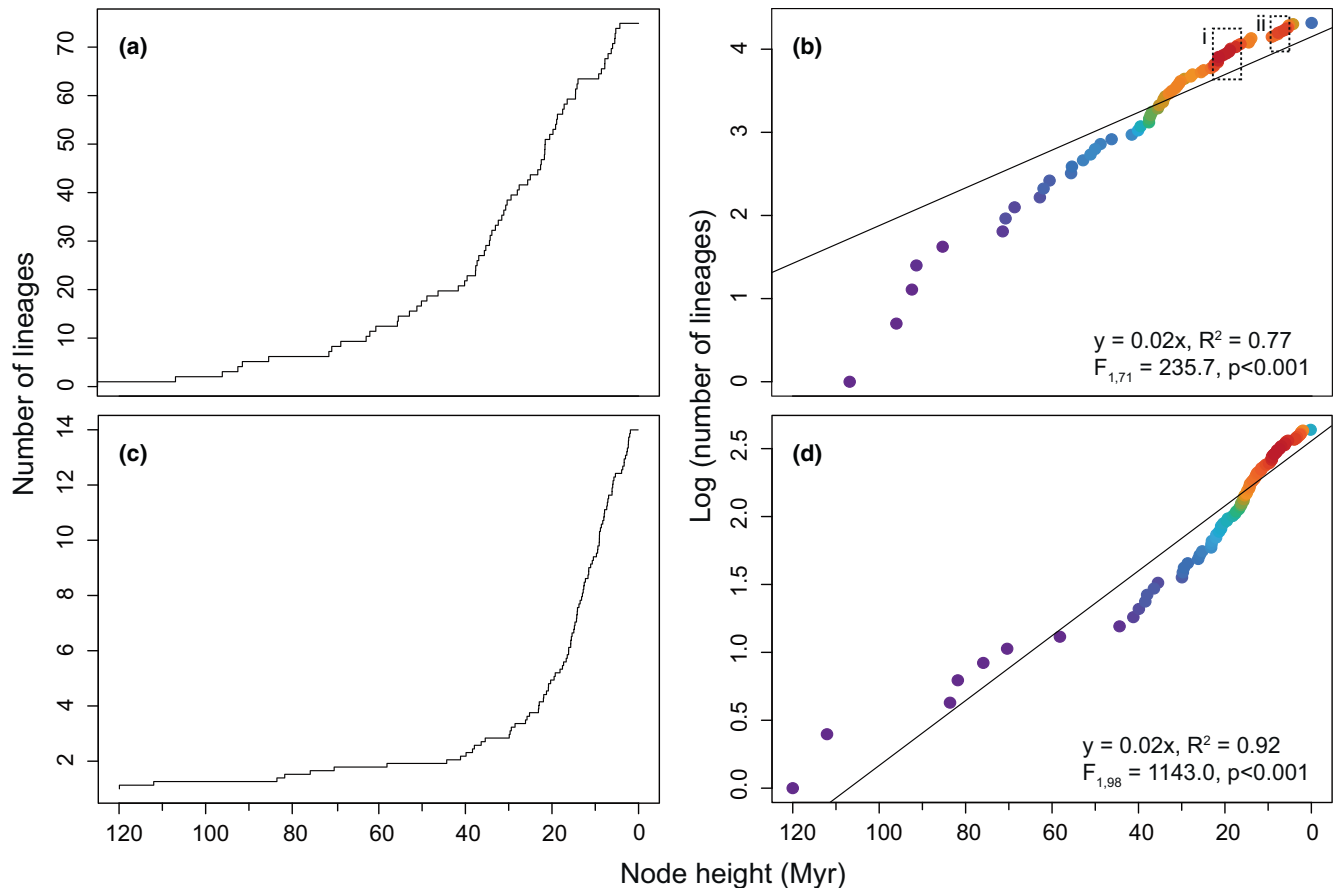 Number of lineages
(a)
70
60
50
40
30
20
10
0
(b)
i
ii
4
3
2
1
0
y = 0.02x, R² = 0.77
F₁,₇₁ = 235.7, p<0.001
Log (number of lineages)
(c)
14
12
10
8
6
4
2
120 100 80 60 40 20 0
(d)
2.5
2.0
1.5
1.0
0.5
0.0
y = 0.02x, R² = 0.92
F₁,₉₈ = 1143.0, p<0.001
120 100 80 60 40 20 0
Node height (Myr)